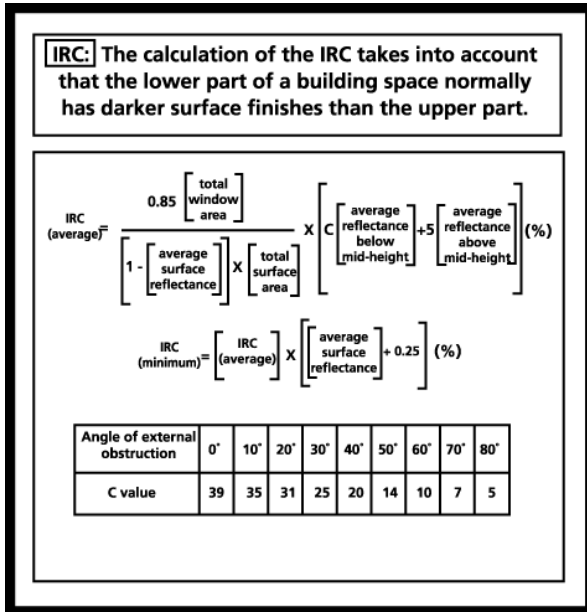 IRC: The calculation of the IRC takes into account
that the lower part of a building space normally
has darker surface finishes than the upper part.
IRC
(average)
=
0.85
total
window
area
1 -
average
surface
reflectance
X
total
surface
area
X
C
average
reflectance
below
mid-height
+5
average
reflectance
above
mid-height
(%)
IRC
(minimum)
=
IRC
(average)
X
average
surface
reflectance
+ 0.25
(%)
Angle of external
obstruction
0° 10° 20° 30° 40° 50° 60° 70° 80°
C value 39 35 31 25 20 14 10 7 5